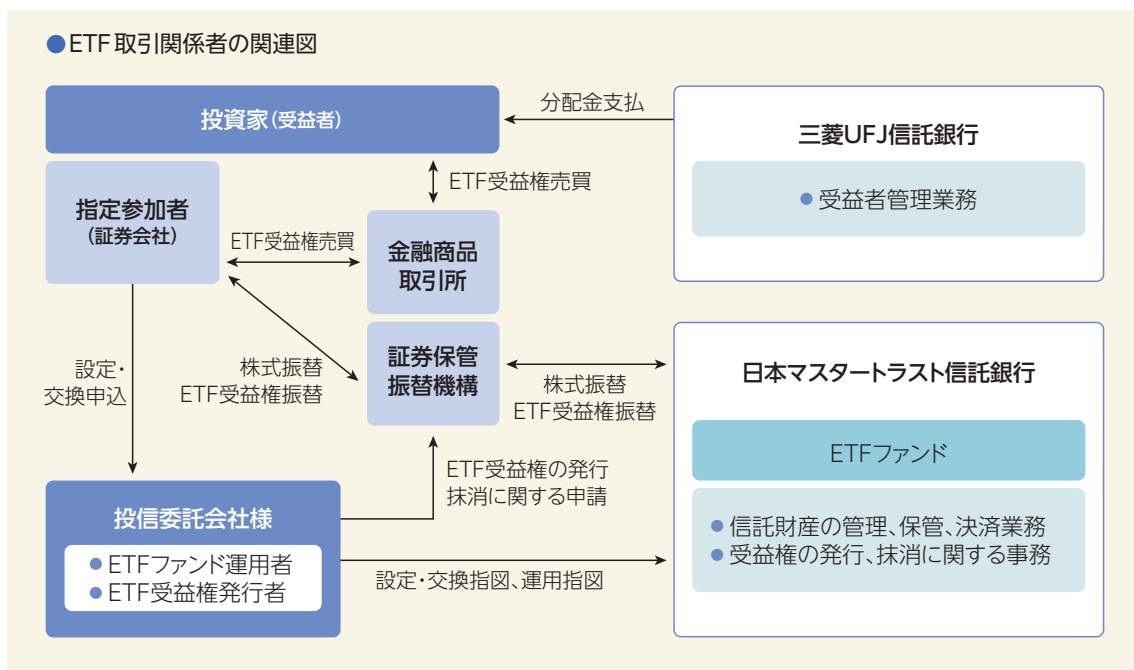 ●ETF取引関係者の関連図
投資家(受益者)
分配金支払
三菱UFJ信託銀行
●受益者管理業務
ETF受益権売買
指定参加者
(証券会社)
ETF受益権売買
金融商品
取引所
設定・
交換申込
株式振替
ETF受益権振替
証券保管
振替機構
株式振替
ETF受益権振替
日本マスタートラスト信託銀行
ETFファンド
●信託財産の管理、保管、決済業務
●受益権の発行、抹消に関する事務
ETF受益権の発行
抹消に関する申請
投信委託会社様
●ETFファンド運用者
●ETF受益権発行者
設定・交換指図、運用指図